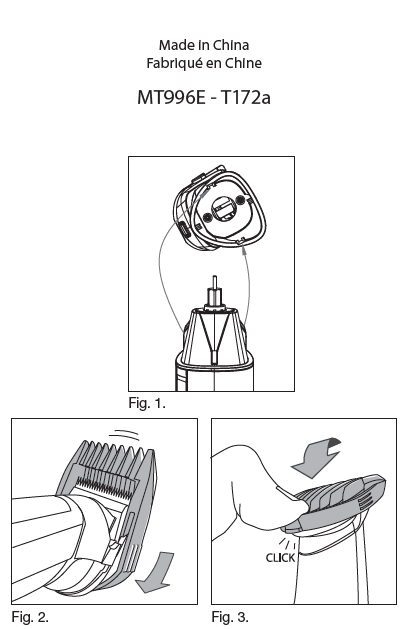 Made in China
Fabriqué en Chine
MT996E - T172a
Fig. 1.
CLICK
Fig. 2.
Fig. 3.